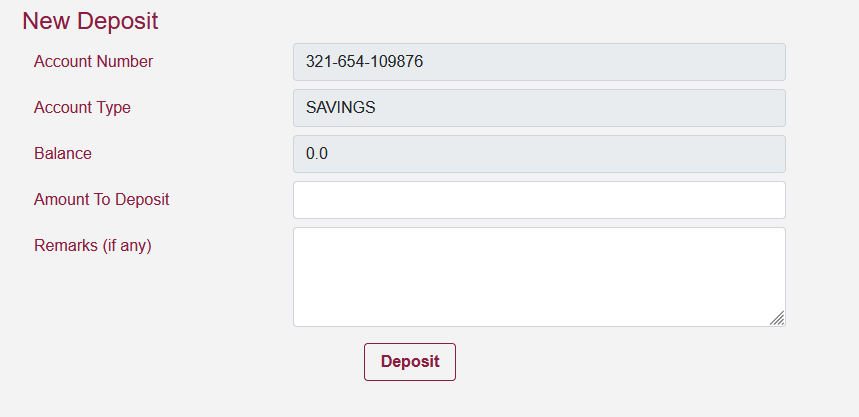 New Deposit
Account Number 321-654-109876
Account Type SAVINGS
Balance 0.0
Amount To Deposit
Remarks (if any)
Deposit